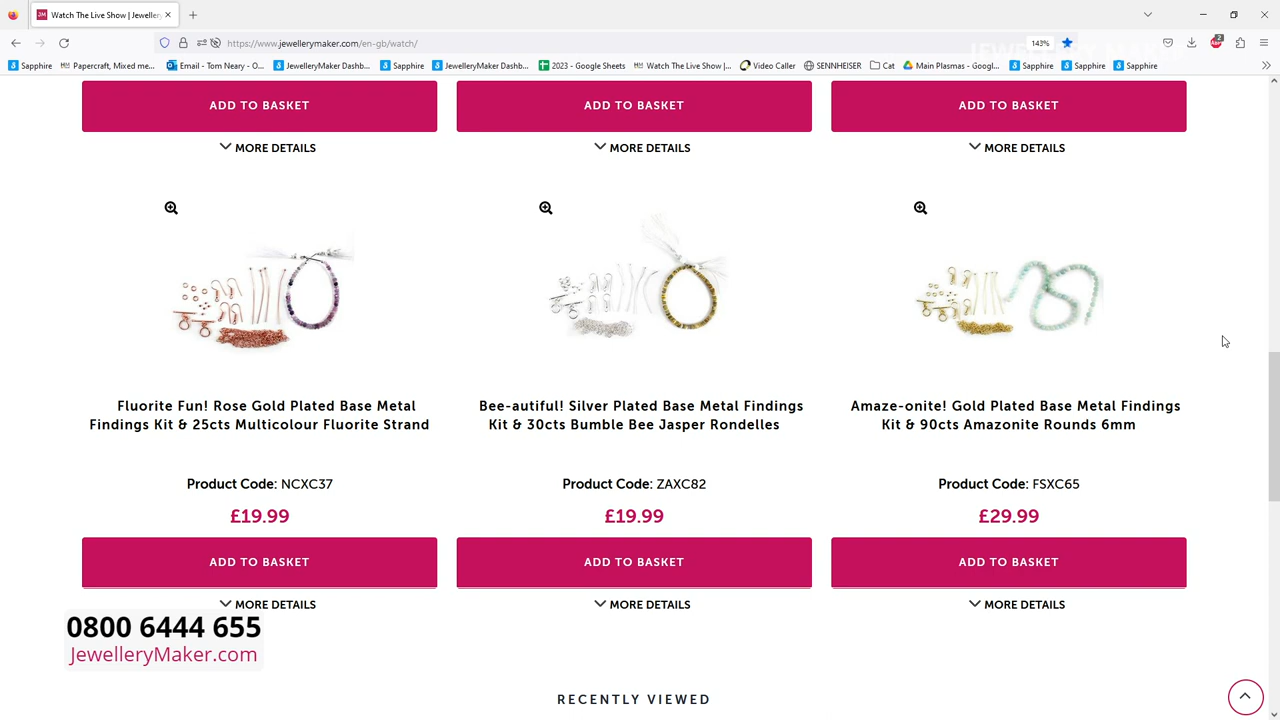 Watch The Live Show | Jeweller
https://www.jewellerymaker.com/en-gb/watch/
143%
2
JEWELLERY MAKER
Sapphire
Papercraft, Mixed me...
Email - Tom Neary - O...
JewelleryMaker Dashb...
Sapphire
JewelleryMaker Dashb...
2023 - Google Sheets
Watch The Live Show |...
Video Caller
SENNHEISER
Cat
Main Plasmas - Googl...
Sapphire
Sapphire
Sapphire
ADD TO BASKET
ADD TO BASKET
ADD TO BASKET
MORE DETAILS
MORE DETAILS
MORE DETAILS
Fluorite Fun! Rose Gold Plated Base Metal
Findings Kit & 25cts Multicolour Fluorite Strand
Bee-autiful! Silver Plated Base Metal Findings
Kit & 30cts Bumble Bee Jasper Rondelles
Amaze-onite! Gold Plated Base Metal Findings
Kit & 90cts Amazonite Rounds 6mm
Product Code: NCXC37
Product Code: ZAXC82
Product Code: FSXC65
£19.99
£19.99
£29.99
ADD TO BASKET
ADD TO BASKET
ADD TO BASKET
MORE DETAILS
MORE DETAILS
MORE DETAILS
0800 6444 655
JewelleryMaker.com
RECENTLY VIEWED